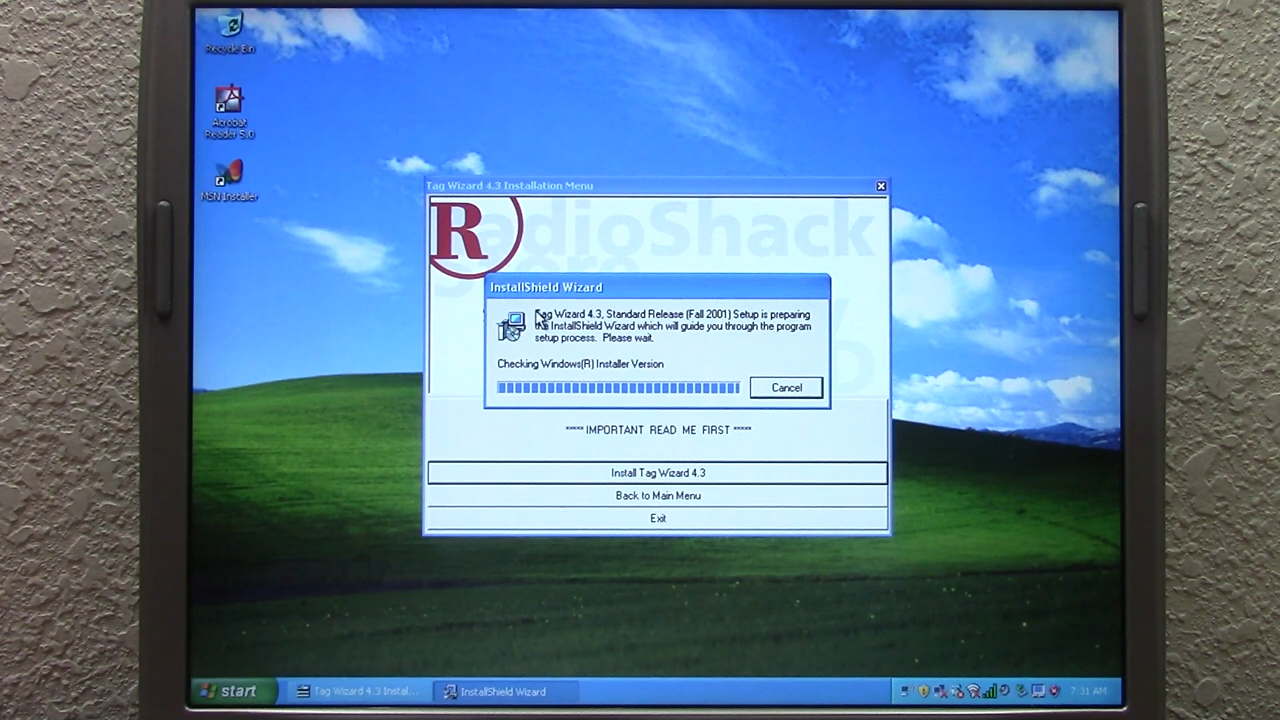 Recycle Bin
Acrobat
Reader 5.0
MSN Installer
Tag Wizard 4.3 Installation Menu
RadioShack
InstallShield Wizard
Tag Wizard 4.3, Standard Release (Fall 2001) Setup is preparing
the InstallShield Wizard which will guide you through the program
setup process. Please wait.
Checking Windows(R) Installer Version
Cancel
**** IMPORTANT READ ME FIRST ****
Install Tag Wizard 4.3
Back to Main Menu
Exit
start
Tag Wizard 4.3 Instal...
InstallShield Wizard
7:31 AM